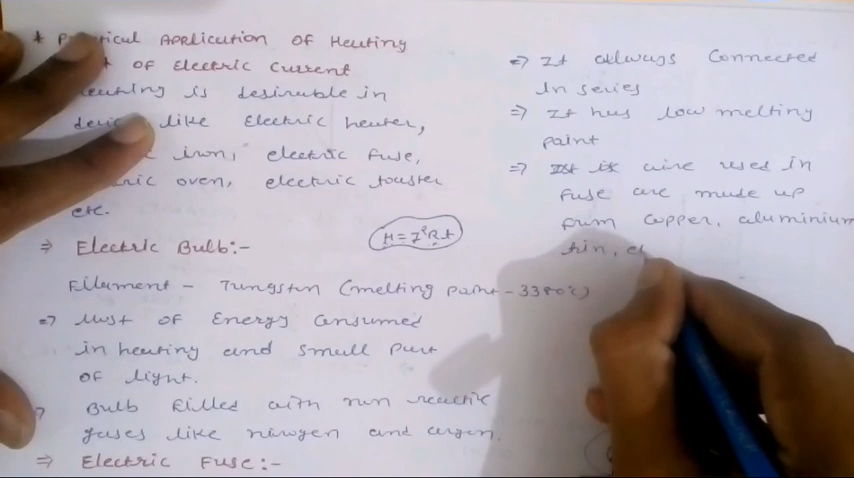 * Practical Application of Heating
of Electric Current
Heating is desirable in
like Electric heater,
iron, electric fuse,
oven, electric toaster
etc.
⇒ Electric Bulb:-
H = I²Rt
Filament - Tungsten (melting point - 3380℃)
⇒ Most of Energy consumed
in heating and small part
of light.
⇒ Bulb filled with non reactic
gases like nitrogen and argon.
⇒ Electric Fuse:-
⇒ It always Connected
in series
⇒ It has low melting
point
⇒ wire used in
fuse are made up
from Copper, aluminium
tin,